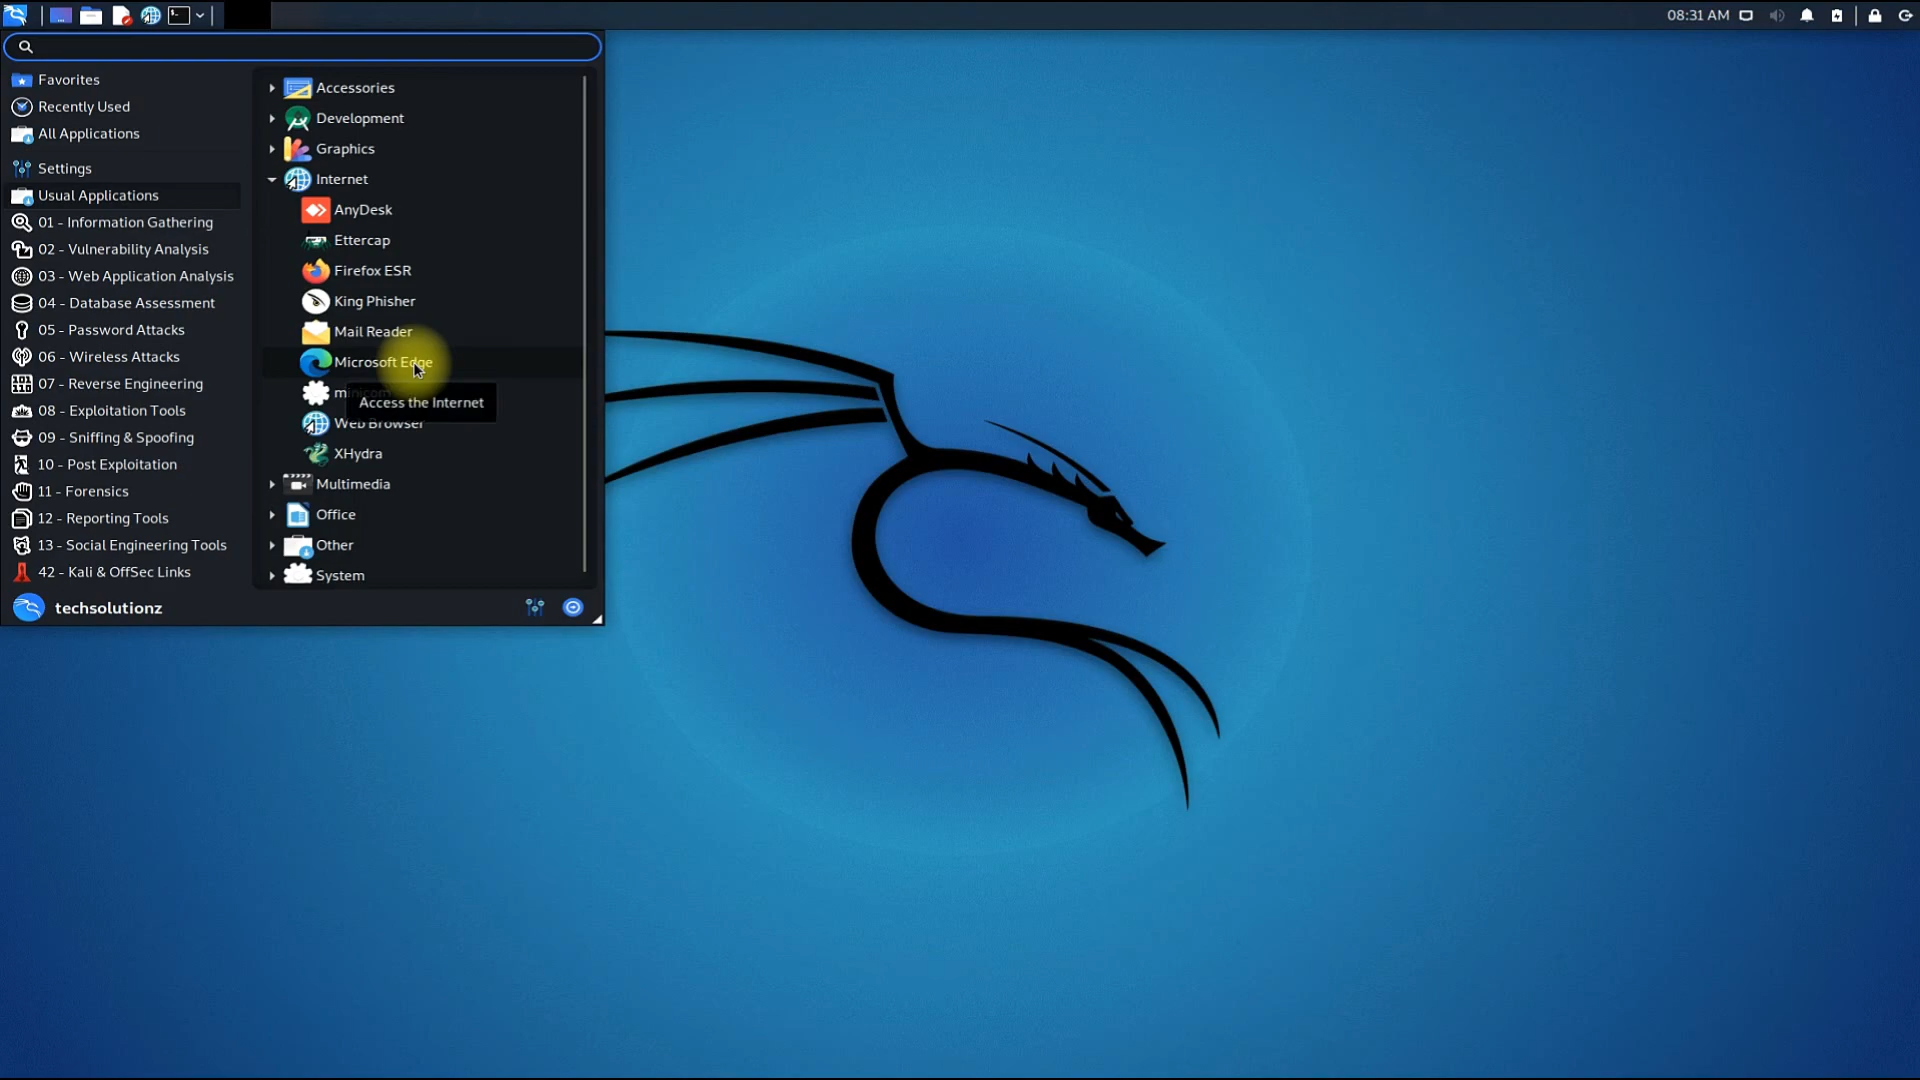 08:31 AM
Favorites
Recently Used
All Applications
Settings
Usual Applications
01 - Information Gathering
02 - Vulnerability Analysis
03 - Web Application Analysis
04 - Database Assessment
05 - Password Attacks
06 - Wireless Attacks
07 - Reverse Engineering
08 - Exploitation Tools
09 - Sniffing & Spoofing
10 - Post Exploitation
11 - Forensics
12 - Reporting Tools
13 - Social Engineering Tools
42 - Kali & OffSec Links
Accessories
Development
Graphics
Internet
AnyDesk
Ettercap
Firefox ESR
King Phisher
Mail Reader
Microsoft Edge
minicom
Access the Internet
Web Browser
XHydra
Multimedia
Office
Other
System
techsolutionz